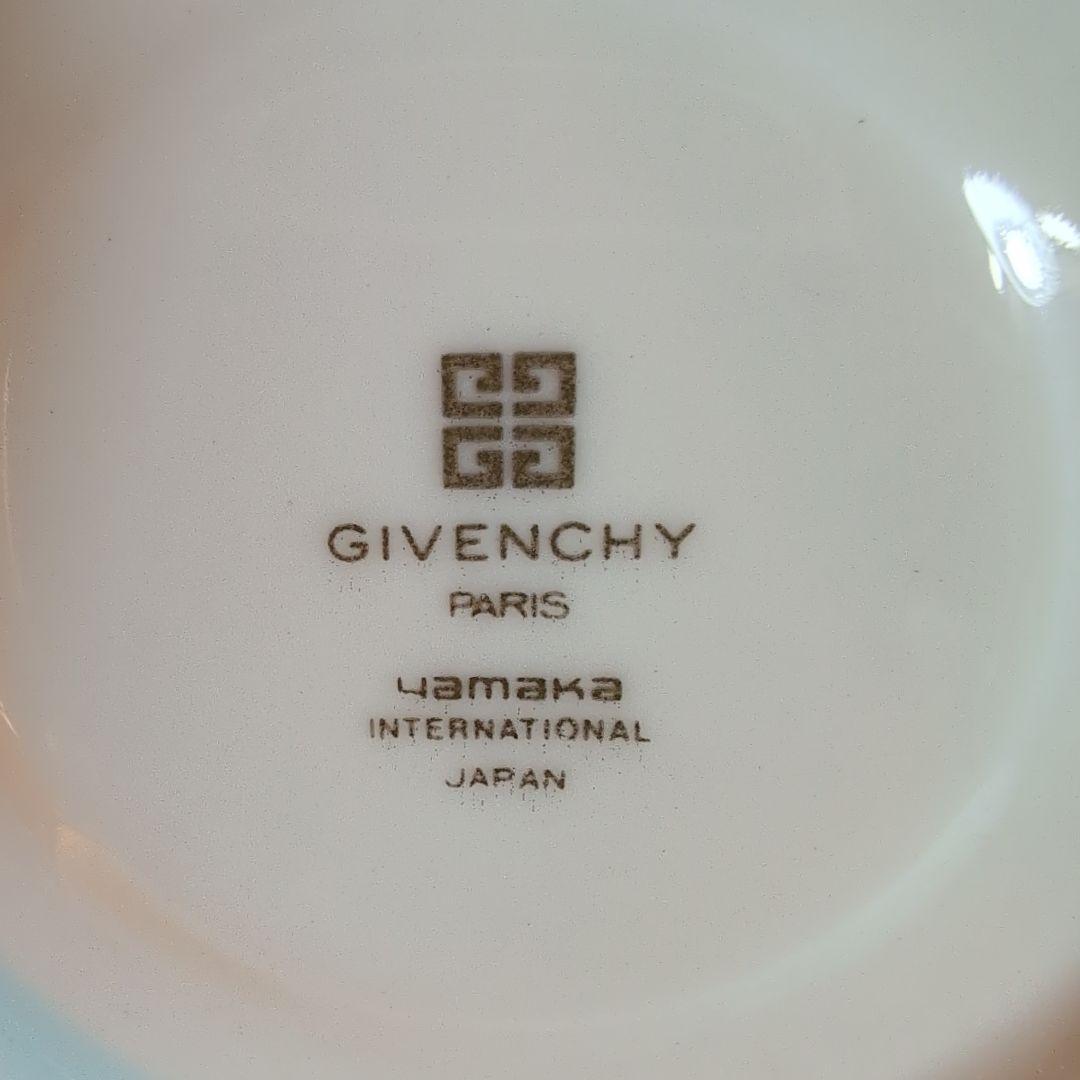 GIVENCHY
PARIS
yamaka
INTERNATIONAL
JAPAN